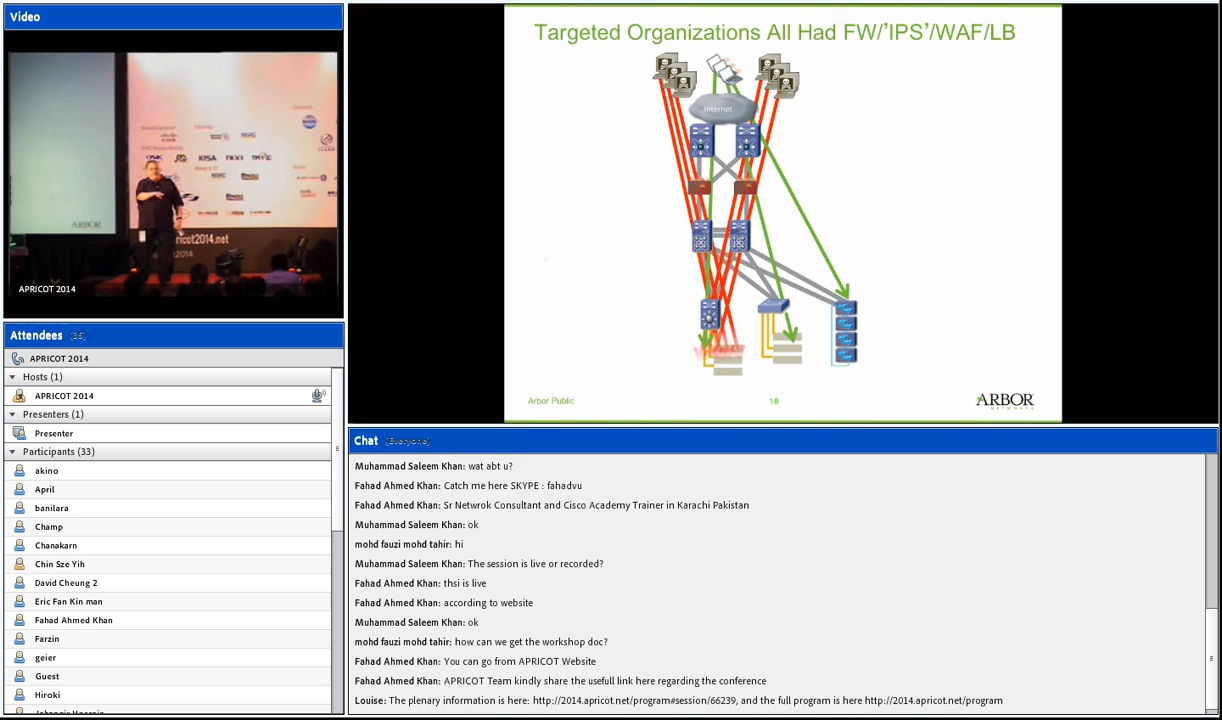 Video
KISA
NSRC
ARBOR
apricot2014.net
2014
APRICOT 2014
Targeted Organizations All Had FW/’IPS’/WAF/LB
Internet
Arbor Public
ARBOR
NETWORKS
Attendees
APRICOT 2014
Hosts (1)
APRICOT 2014
Presenters (1)
Presenter
Participants (33)
akino
April
banilara
Champ
Chanakarn
Chin Sze Yih
David Cheung 2
Eric Fan Kin man
Fahad Ahmed Khan
Farzin
geier
Guest
Hiroki
Chat (Everyone)
Muhammad Saleem Khan: wat abt u?
Fahad Ahmed Khan: Catch me here SKYPE : fahadvu
Fahad Ahmed Khan: Sr Netwrok Consultant and Cisco Academy Trainer in Karachi Pakistan
Muhammad Saleem Khan: ok
mohd fauzi mohd tahir: hi
Muhammad Saleem Khan: The session is live or recorded?
Fahad Ahmed Khan: thsi is live
Fahad Ahmed Khan: according to website
Muhammad Saleem Khan: ok
mohd fauzi mohd tahir: how can we get the workshop doc?
Fahad Ahmed Khan: You can go from APRICOT Website
Fahad Ahmed Khan: APRICOT Team kindly share the usefull link here regarding the conference
Louise: The plenary information is here: http://2014.apricot.net/program#session/66239, and the full program is here http://2014.apricot.net/program